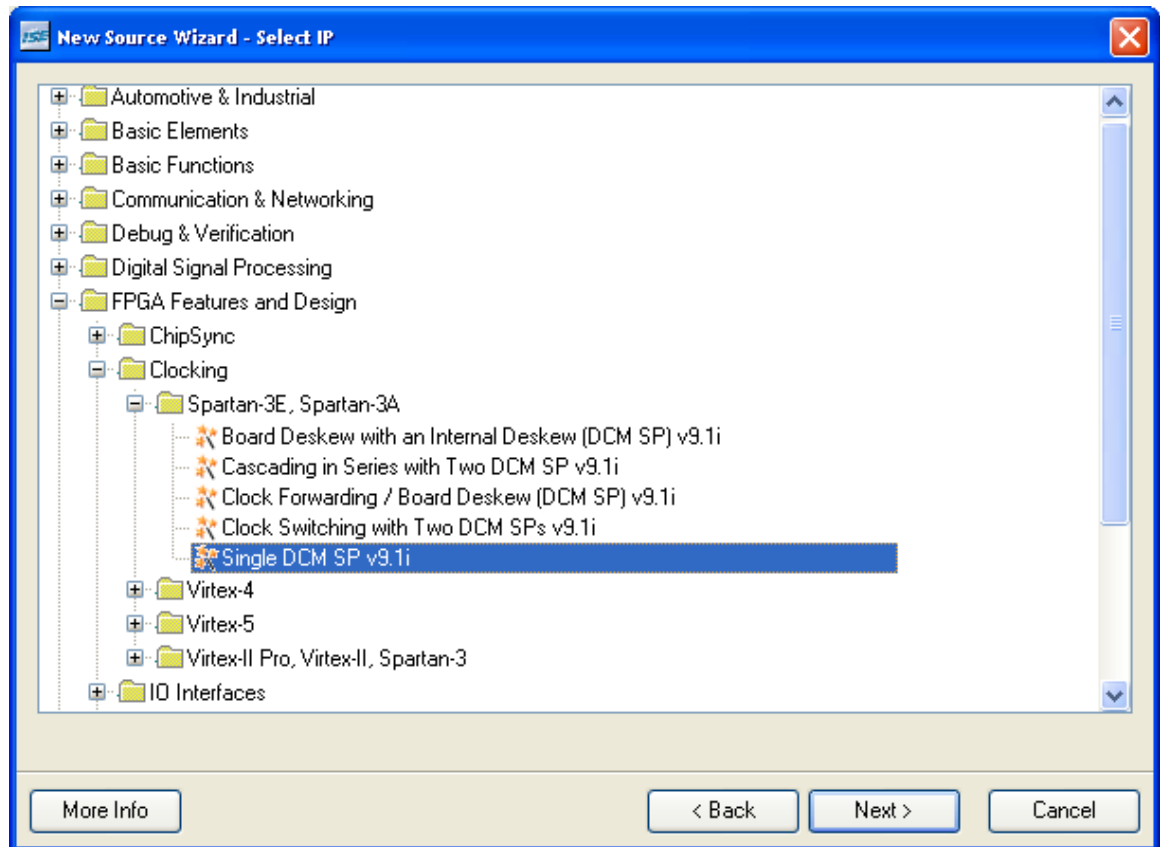 ISE New Source Wizard - Select IP
Automotive & Industrial
Basic Elements
Basic Functions
Communication & Networking
Debug & Verification
Digital Signal Processing
FPGA Features and Design
ChipSync
Clocking
Spartan-3E, Spartan-3A
Board Deskew with an Internal Deskew (DCM SP) v9.1i
Cascading in Series with Two DCM SP v9.1i
Clock Forwarding / Board Deskew (DCM SP) v9.1i
Clock Switching with Two DCM SPs v9.1i
Single DCM SP v9.1i
Virtex-4
Virtex-5
Virtex-II Pro, Virtex-II, Spartan-3
IO Interfaces
More Info < Back Next > Cancel